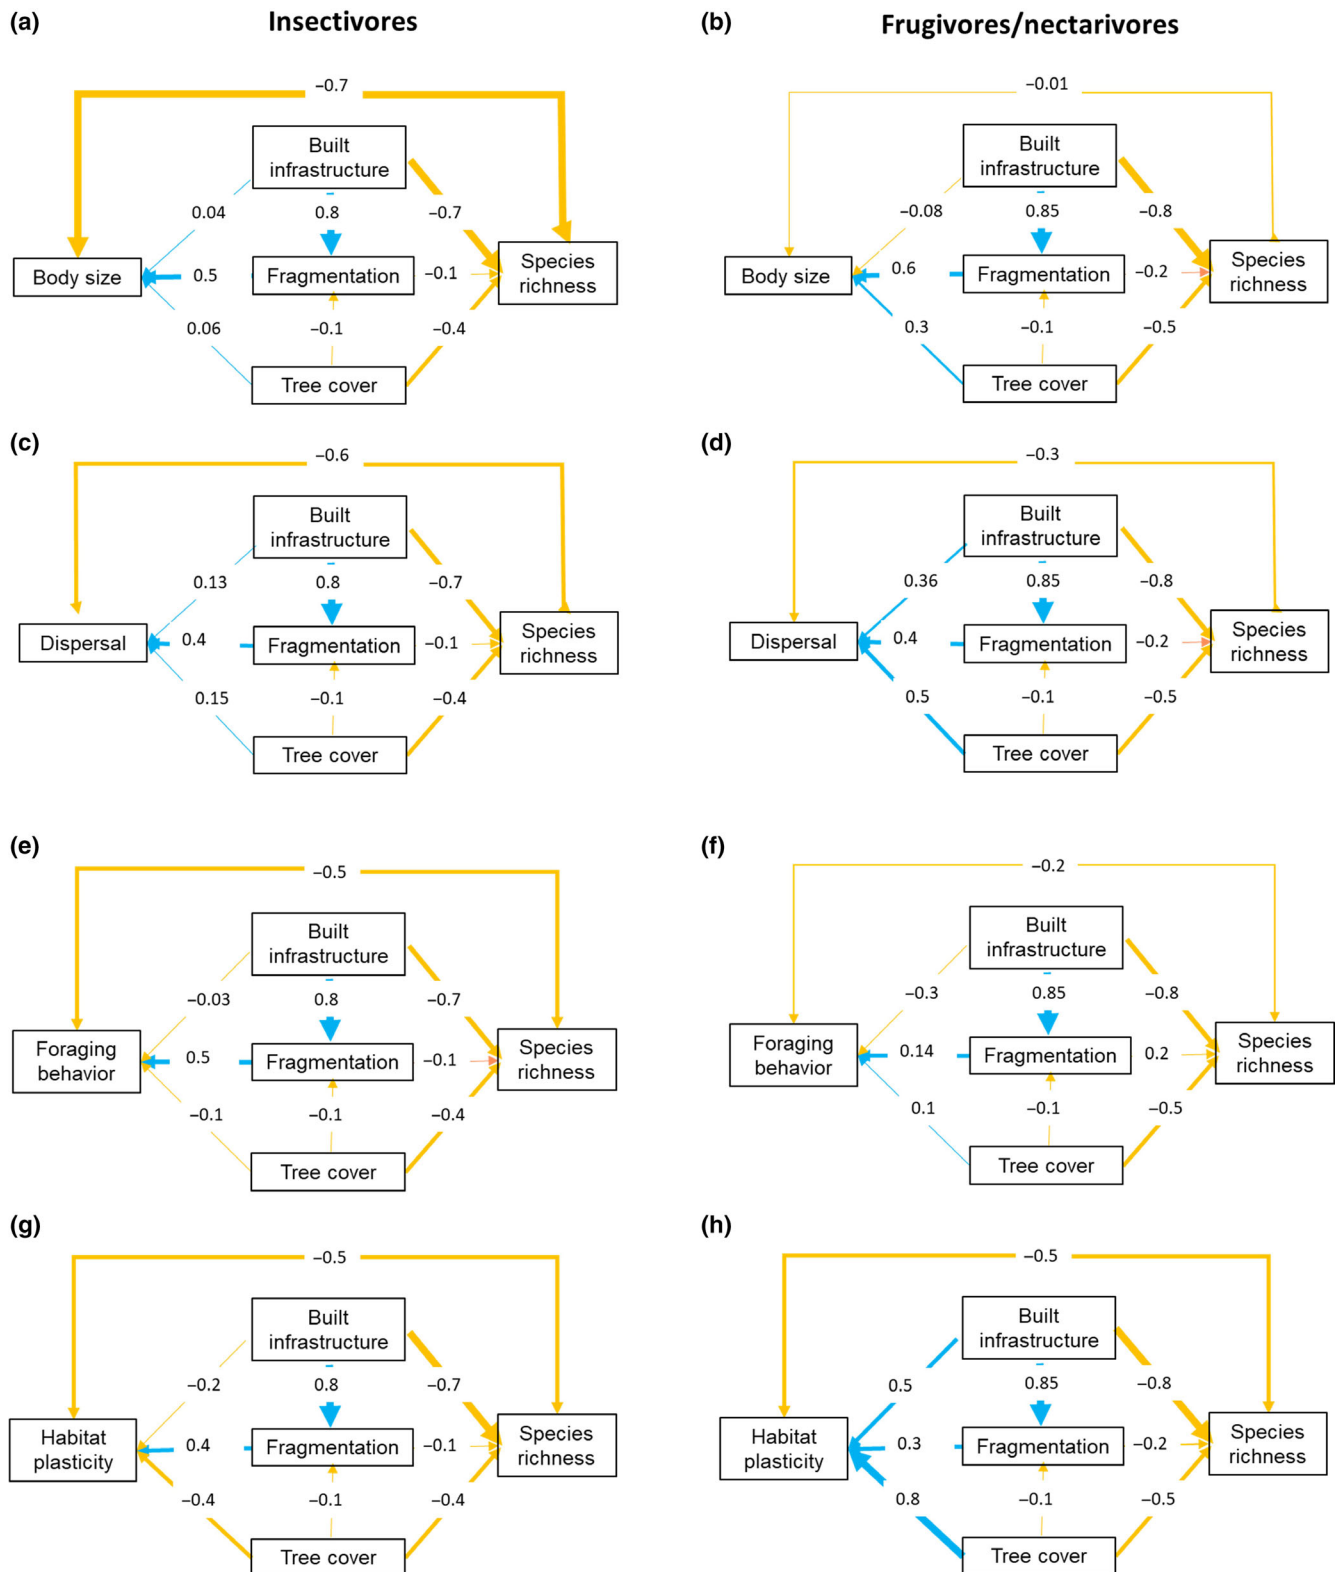 (a)
Insectivores
(b)
Frugivores/nectarivores
−0.7
Built
infrastructure
0.04
0.8
−0.7
Body size
0.5
Fragmentation
−0.1
Species
richness
0.06
−0.1
−0.4
Tree cover
−0.01
Built
infrastructure
−0.08
0.85
−0.8
Body size
0.6
Fragmentation
−0.2
Species
richness
0.3
−0.1
−0.5
Tree cover
(c)
−0.6
Built
infrastructure
0.13
0.8
−0.7
Dispersal
0.4
Fragmentation
−0.1
Species
richness
0.15
−0.1
−0.4
Tree cover
(d)
−0.3
Built
infrastructure
0.36
0.85
−0.8
Dispersal
0.4
Fragmentation
−0.2
Species
richness
0.5
−0.1
−0.5
Tree cover
(e)
−0.5
Built
infrastructure
−0.03
0.8
−0.7
Foraging
behavior
0.5
Fragmentation
−0.1
Species
richness
−0.1
−0.1
−0.4
Tree cover
(f)
−0.2
Built
infrastructure
−0.3
0.85
−0.8
Foraging
behavior
0.14
Fragmentation
0.2
Species
richness
0.1
−0.1
−0.5
Tree cover
(g)
−0.5
Built
infrastructure
−0.2
0.8
−0.7
Habitat
plasticity
0.4
Fragmentation
−0.1
Species
richness
−0.4
−0.1
−0.4
Tree cover
(h)
−0.5
Built
infrastructure
0.5
0.85
−0.8
Habitat
plasticity
0.3
Fragmentation
−0.2
Species
richness
0.8
−0.1
−0.5
Tree cover